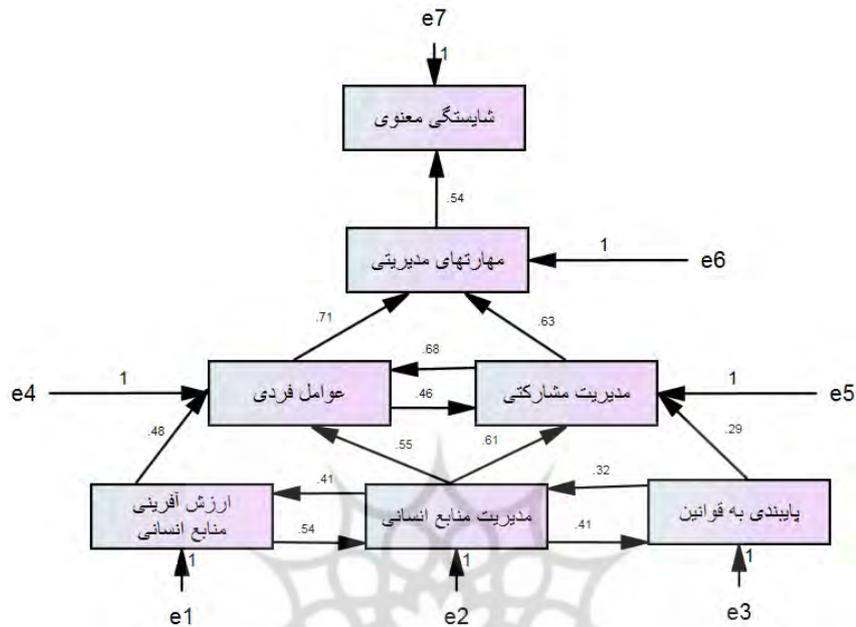 e7
1
شایستگی معنوی
.54
مهارتهای مدیریتی
1
e6
.71
.63
e4
1
عوامل فردی
.68
.46
مدیریت مشارکتی
1
e5
.48
.55
.61
.29
ارزش آفرینی
منابع انسانی
.41
.54
مدیریت منابع انسانی
.32
.41
پایبندی به قوانین
1
1
1
e1
e2
e3